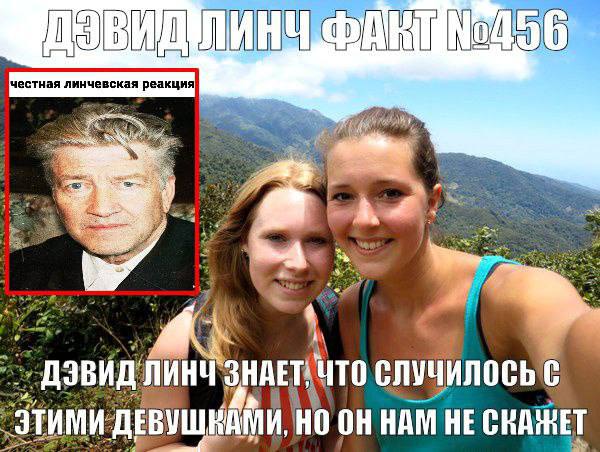 ДЭВИД ЛИНЧ ФАКТ №456
честная линчевская реакция
ДЭВИД ЛИНЧ ЗНАЕТ, ЧТО СЛУЧИЛОСЬ С
ЭТИМИ ДЕВУШКАМИ, НО ОН НАМ НЕ СКАЖЕТ